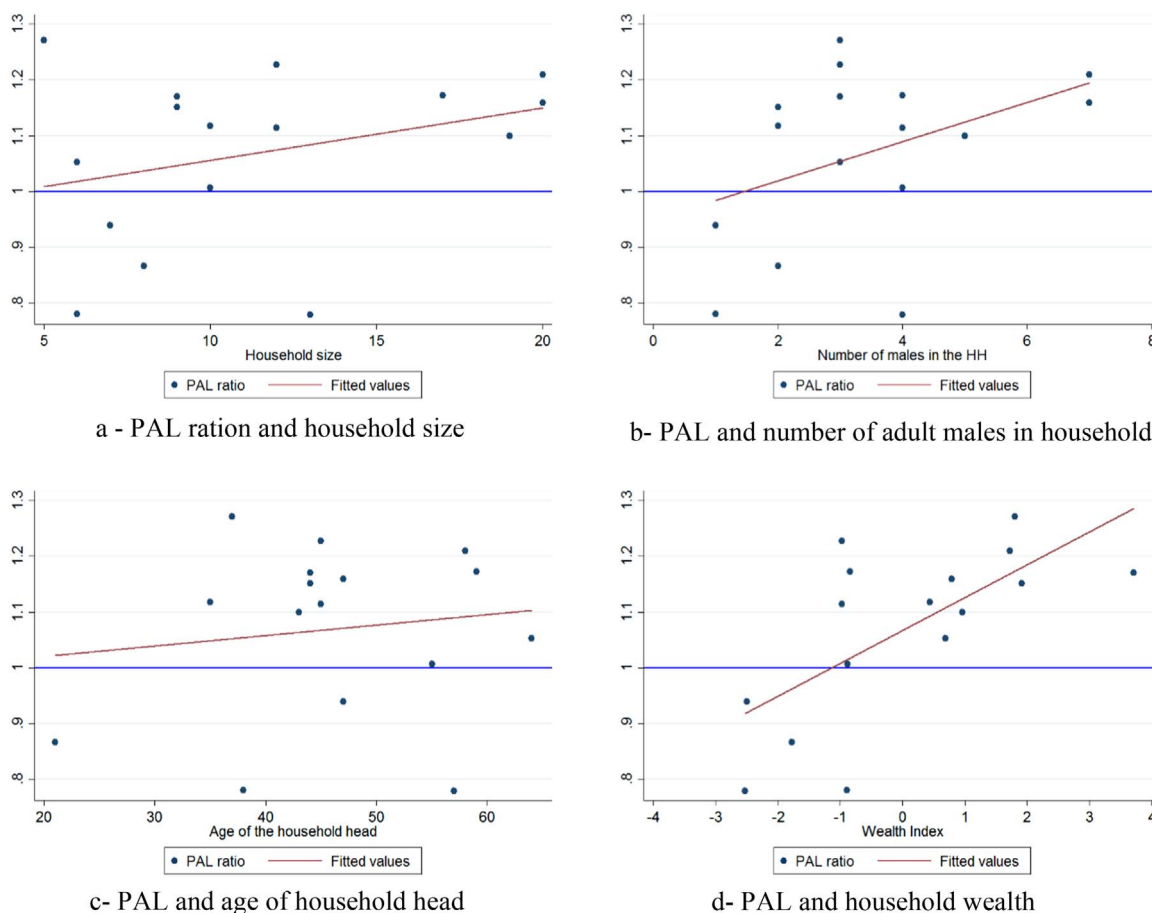 1.3
1.2
1.1
1
.9
.8
5 10 15 20
Household size
PAL ratio Fitted values
a - PAL ration and household size
1.3
1.2
1.1
1
.9
.8
0 2 4 6 8
Number of males in the HH
PAL ratio Fitted values
b- PAL and number of adult males in household
1.3
1.2
1.1
1
.9
.8
20 30 40 50 60
Age of the household head
PAL ratio Fitted values
c- PAL and age of household head
1.3
1.2
1.1
1
.9
.8
-4 -3 -2 -1 0 1 2 3 4
Wealth Index
PAL ratio Fitted values
d- PAL and household wealth